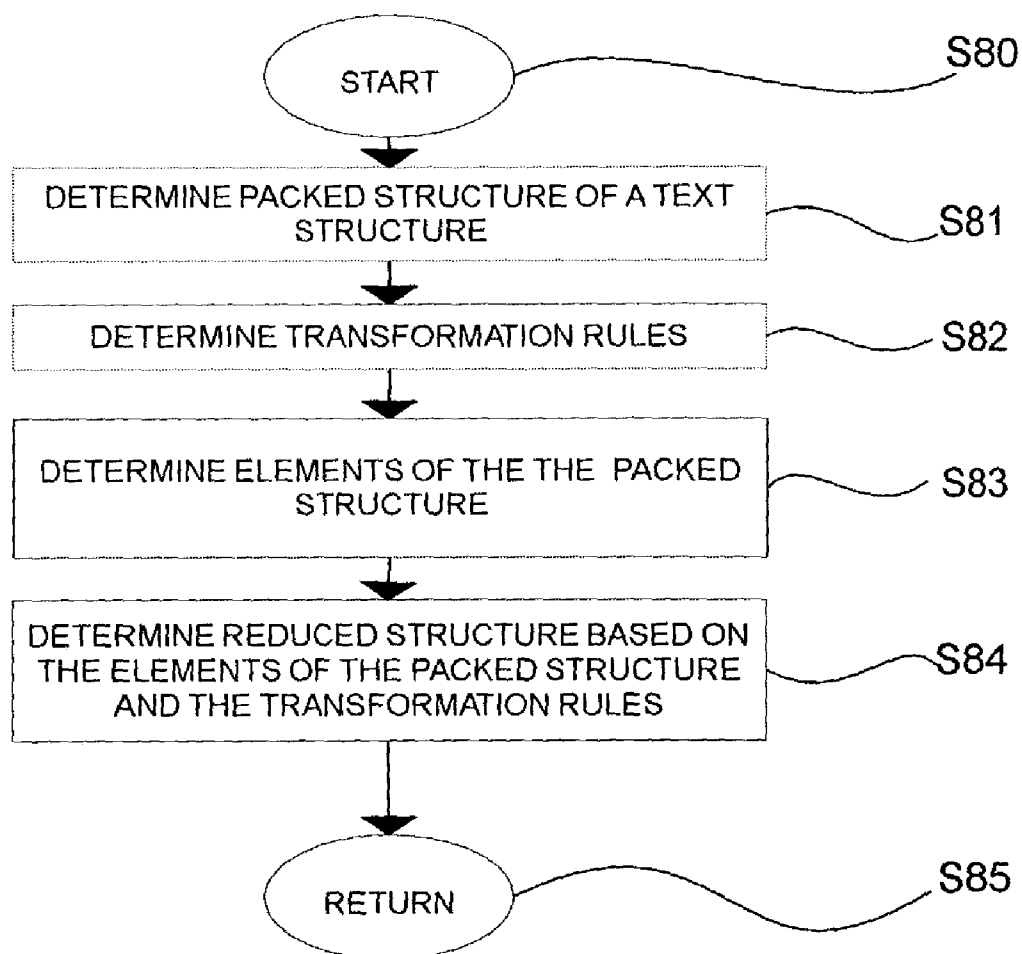 START
S80
DETERMINE PACKED STRUCTURE OF A TEXT
STRUCTURE
S81
DETERMINE TRANSFORMATION RULES
S82
DETERMINE ELEMENTS OF THE THE PACKED
STRUCTURE
S83
DETERMINE REDUCED STRUCTURE BASED ON
THE ELEMENTS OF THE PACKED STRUCTURE
AND THE TRANSFORMATION RULES
S84
RETURN
S85